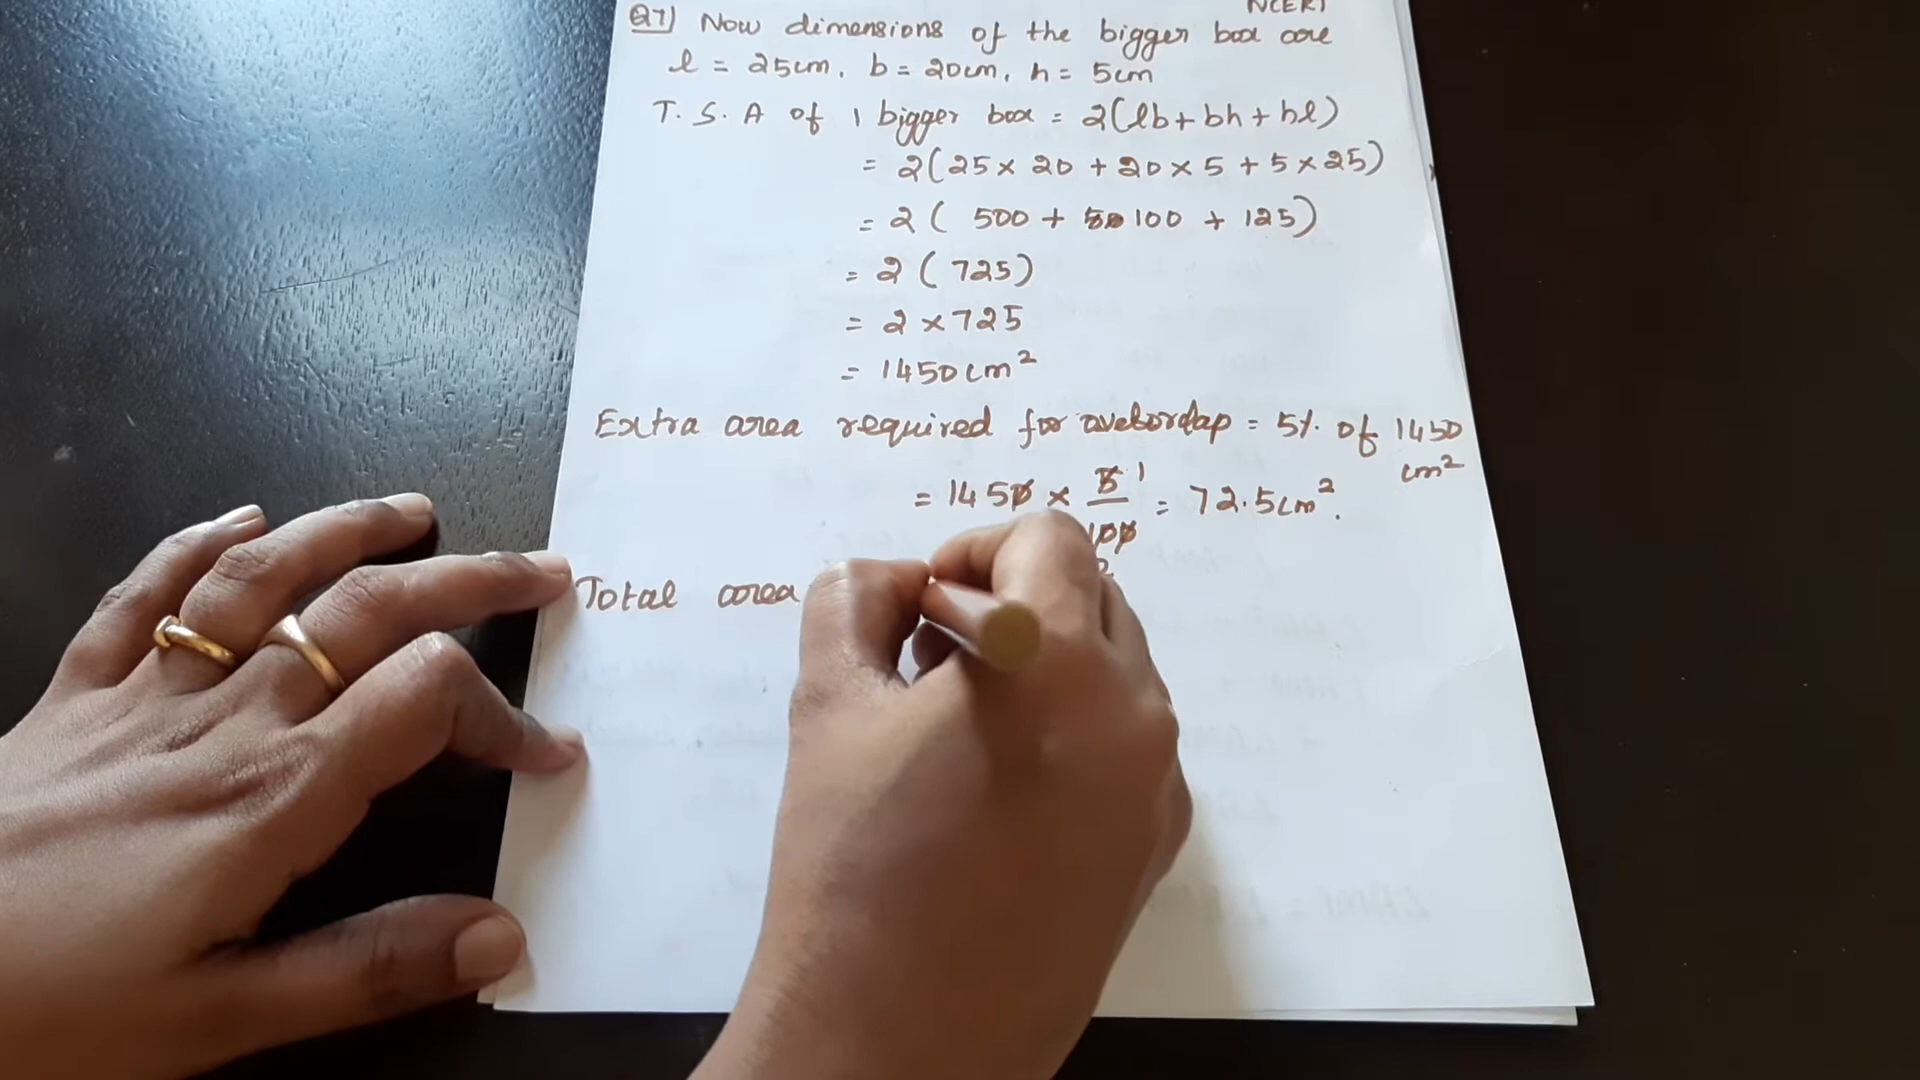 NCERT
Q7) Now dimensions of the bigger box are
l = 25cm, b = 20cm, h = 5cm
T. S. A of 1 bigger box = 2(lb + bh + hl)
= 2(25 × 20 + 20 × 5 + 5 × 25)
= 2 ( 500 + 100 + 125)
= 2 ( 725)
= 2 × 725
= 1450 cm²
Extra area required for = 5% of 1450
cm²
= 1450 × 5/100 1 = 72.5 cm².
2
Total area